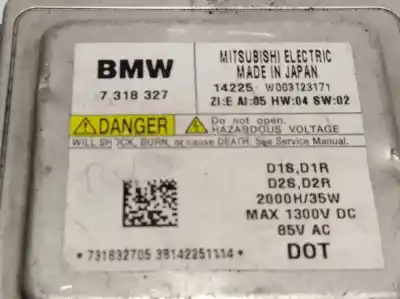 BMW
7 318 327
MITSUBISHI ELECTRIC
MADE IN JAPAN
14225 W003T23171
ZI:E AI:05 HW:04 SW:02
DANGER
Do not open.
HAZARDOUS VOLTAGE
WILL SHOCK, BURN, or cause DEATH. See Service Manual.
D1S,D1R
D2S,D2R
2000H/35W
MAX 1300V DC
85V AC
*731832705 38142251114*
DOT